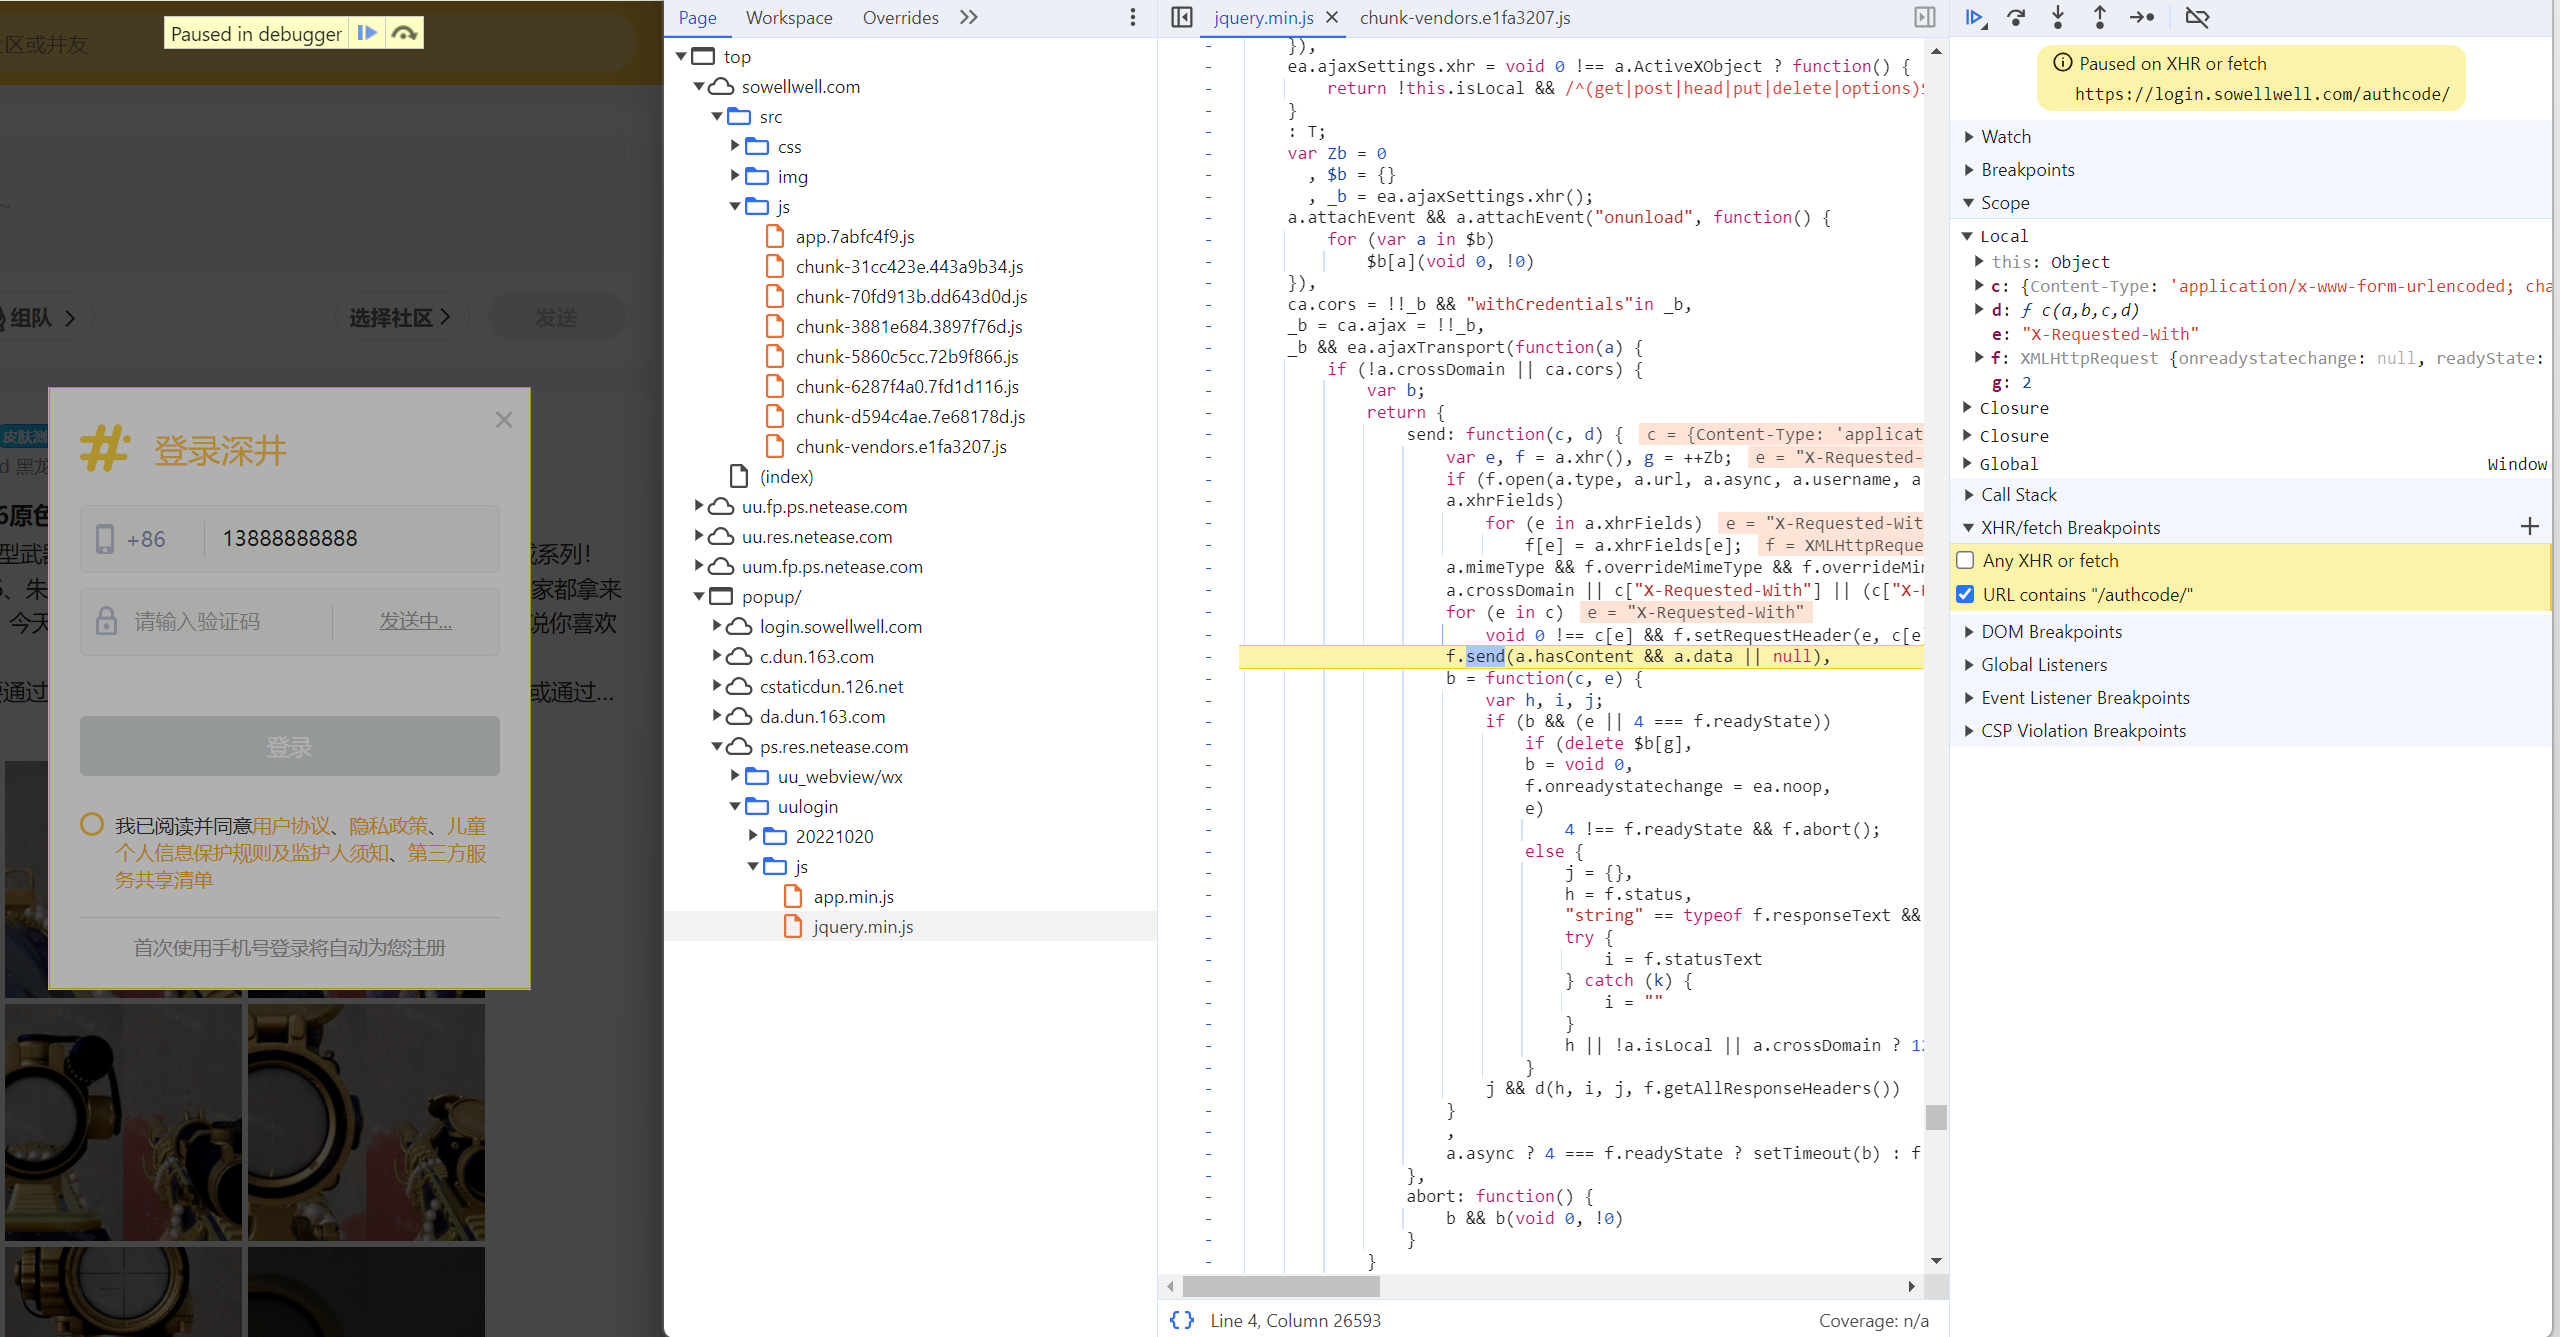 社区或井友
Paused in debugger
组队
选择社区
发送
皮肤测
d 黑龙
登录深井
+86
13888888888
请输入验证码
发送中...
登录
我已阅读并同意用户协议、隐私政策、儿童
个人信息保护规则及监护人须知、第三方服
务共享清单
首次使用手机号登录将自动为您注册
6原色
型武器
成系列!
、朱
家都拿来
今天
说你喜欢
要通过
或通过...
Page
Workspace
Overrides
top
sowellwell.com
src
css
img
js
app.7abfc4f9.js
chunk-31cc423e.443a9b34.js
chunk-70fd913b.dd643d0d.js
chunk-3881e684.3897f76d.js
chunk-5860c5cc.72b9f866.js
chunk-6287f4a0.7fd1d116.js
chunk-d594c4ae.7e68178d.js
chunk-vendors.e1fa3207.js
(index)
uu.fp.ps.netease.com
uu.res.netease.com
uum.fp.ps.netease.com
popup/
login.sowellwell.com
c.dun.163.com
cstaticdun.126.net
da.dun.163.com
ps.res.netease.com
uu_webview/wx
uulogin
20221020
js
app.min.js
jquery.min.js
jquery.min.js
chunk-vendors.e1fa3207.js
}),
ea.ajaxSettings.xhr = void 0 !== a.ActiveXObject ? function() {
return !this.isLocal && /^(get|post|head|put|delete|options)$
}
: T;
var Zb = 0
, $b = {}
, _b = ea.ajaxSettings.xhr();
a.attachEvent && a.attachEvent("onunload", function() {
for (var a in $b)
$b[a](void 0, !0)
}),
ca.cors = !!_b && "withCredentials"in _b,
_b = ca.ajax = !!_b,
_b && ea.ajaxTransport(function(a) {
if (!a.crossDomain || ca.cors) {
var b;
return {
send: function(c, d) { c = {Content-Type: 'applicat
var e, f = a.xhr(), g = ++Zb; e = "X-Requested-
if (f.open(a.type, a.url, a.async, a.username, a
a.xhrFields)
for (e in a.xhrFields) e = "X-Requested-Wit
f[e] = a.xhrFields[e]; f = XMLHttpReque
a.mimeType && f.overrideMimeType && f.overrideMi
a.crossDomain || c["X-Requested-With"] || (c["X-
for (e in c) e = "X-Requested-With"
void 0 !== c[e] && f.setRequestHeader(e, c[e
f.send(a.hasContent && a.data || null),
b = function(c, e) {
var h, i, j;
if (b && (e || 4 === f.readyState))
if (delete $b[g],
b = void 0,
f.onreadystatechange = ea.noop,
e)
4 !== f.readyState && f.abort();
else {
j = {},
h = f.status,
"string" == typeof f.responseText &&
try {
i = f.statusText
} catch (k) {
i = ""
}
h || !a.isLocal || a.crossDomain ? 12
}
j && d(h, i, j, f.getAllResponseHeaders())
}
,
a.async ? 4 === f.readyState ? setTimeout(b) : f
},
abort: function() {
b && b(void 0, !0)
}
}
Line 4, Column 26593
Coverage: n/a
Paused on XHR or fetch
https://login.sowellwell.com/authcode/
Watch
Breakpoints
Scope
Local
this: Object
c: {Content-Type: 'application/x-www-form-urlencoded; cha
d: ƒ c(a,b,c,d)
e: "X-Requested-With"
f: XMLHttpRequest {onreadystatechange: null, readyState:
g: 2
Closure
Closure
Global
Window
Call Stack
XHR/fetch Breakpoints
Any XHR or fetch
URL contains "/authcode/"
DOM Breakpoints
Global Listeners
Event Listener Breakpoints
CSP Violation Breakpoints